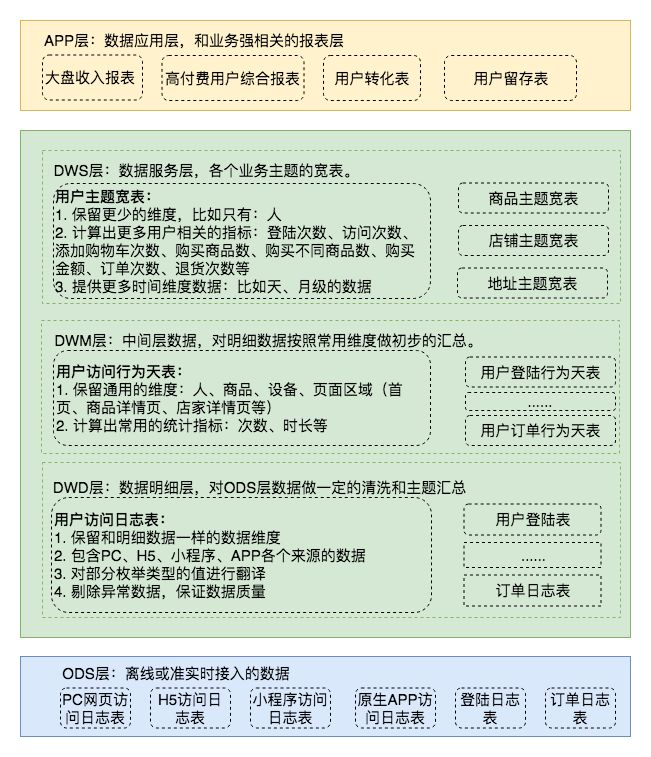 APP层：数据应用层，和业务强相关的报表层
大盘收入报表
高付费用户综合报表
用户转化表
用户留存表
DWS层：数据服务层，各个业务主题的宽表。
用户主题宽表：
1. 保留更少的维度，比如只有：人
2. 计算出更多用户相关的指标：登陆次数、访问次数、
添加购物车次数、购买商品数、购买不同商品数、购买
金额、订单次数、退货次数等
3. 提供更多时间维度数据：比如天、月级的数据
商品主题宽表
店铺主题宽表
地址主题宽表
DWM层：中间层数据，对明细数据按照常用维度做初步的汇总。
用户访问行为天表：
1. 保留通用的维度：人、商品、设备、页面区域（首
页、商品详情页、店家详情页等）
2. 计算出常用的统计指标：次数、时长等
用户登陆行为天表
......
用户订单行为天表
DWD层：数据明细层，对ODS层数据做一定的清洗和主题汇总
用户访问日志表：
1. 保留和明细数据一样的数据维度
2. 包含PC、H5、小程序、APP各个来源的数据
3. 对部分枚举类型的值进行翻译
4. 剔除异常数据，保证数据质量
用户登陆表
......
订单日志表
ODS层：离线或准实时接入的数据
PC网页访
问日志表
H5访问日
志表
小程序访问
日志表
原生APP访
问日志表
登陆日志
表
订单日志
表